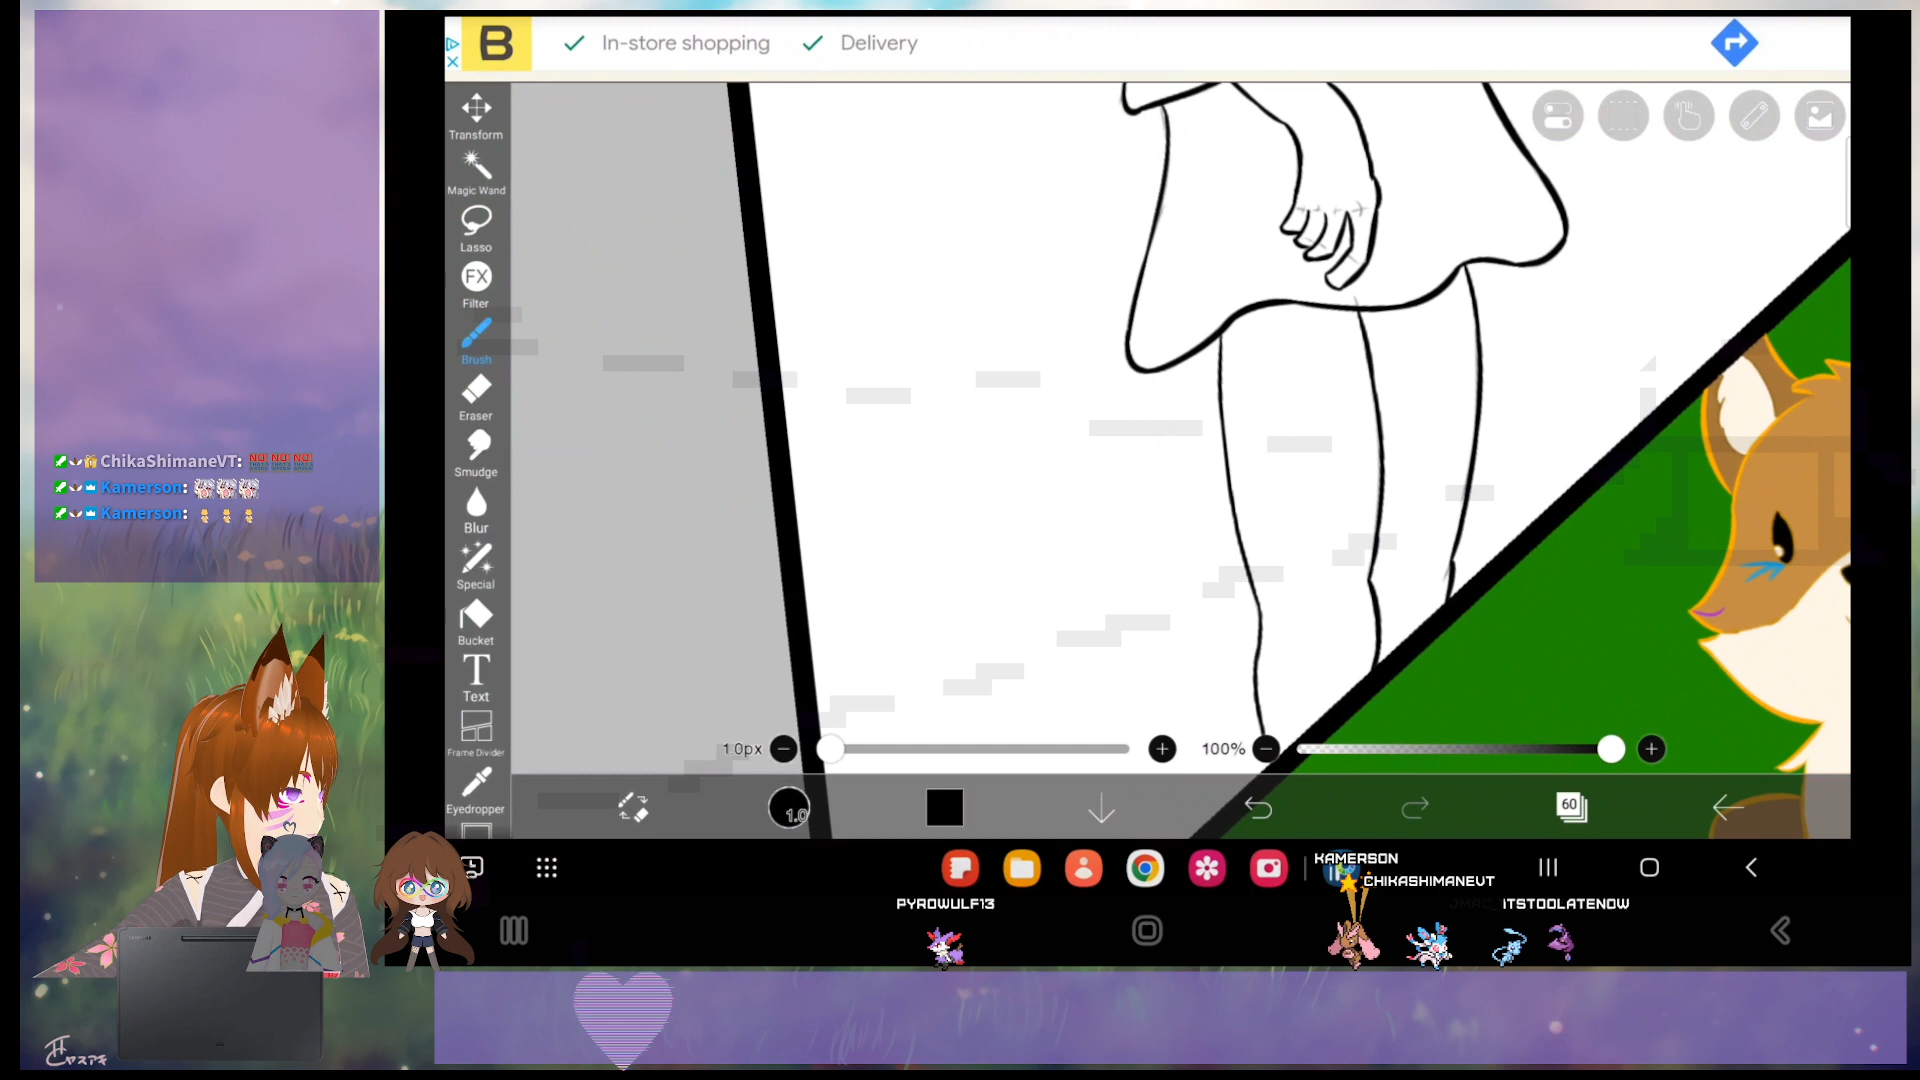 B ✓ In-store shopping ✓ Delivery
Transform
Magic Wand
Lasso
FX
Filter
Brush
Eraser
Smudge
Blur
Special
Bucket
T
Text
Frame Divider
Eyedropper
ChikaShimaneVT:
Kamerson:
Kamerson:
1.0px
100%
1.0
60
KAMERSON
CHIKASHIMANEVT
PYROWULF13
ITSTOOLATENOW